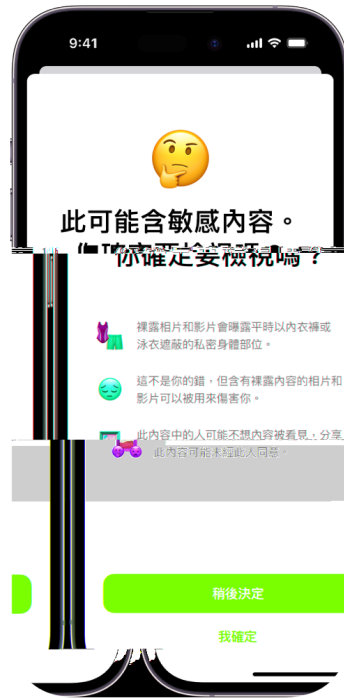 9:41
此可能含敏感內容。
你確定要檢視嗎？
裸露相片和影片會曝露平時以內衣褲或
泳衣遮蔽的私密身體部位。
這不是你的錯，但含有裸露內容的相片和
影片可以被用來傷害你。
此內容中的人可能不想內容被看見，分享
此內容可能未經此人同意。
稍後決定
我確定